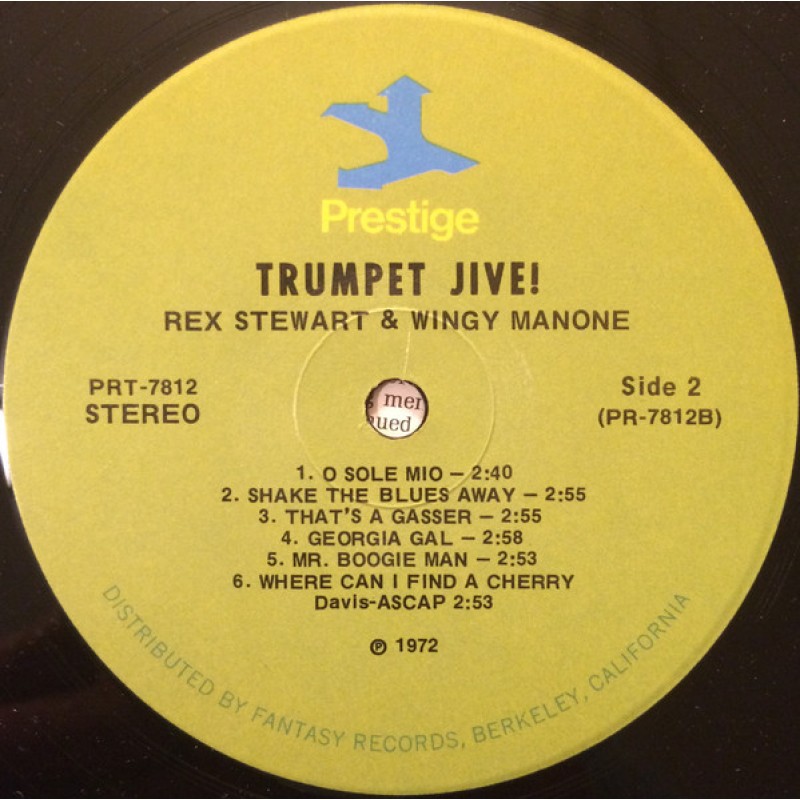 Prestige
TRUMPET JIVE!
REX STEWART & WINGY MANONE
PRT-7812
STEREO
Side 2
(PR-7812B)
mer
ued
1. O SOLE MIO – 2:40
2. SHAKE THE BLUES AWAY – 2:55
3. THAT'S A GASSER – 2:55
4. GEORGIA GAL – 2:58
5. MR. BOOGIE MAN – 2:53
6. WHERE CAN I FIND A CHERRY
Davis-ASCAP 2:53
℗ 1972
DISTRIBUTED BY FANTASY RECORDS, BERKELEY, CALIFORNIA